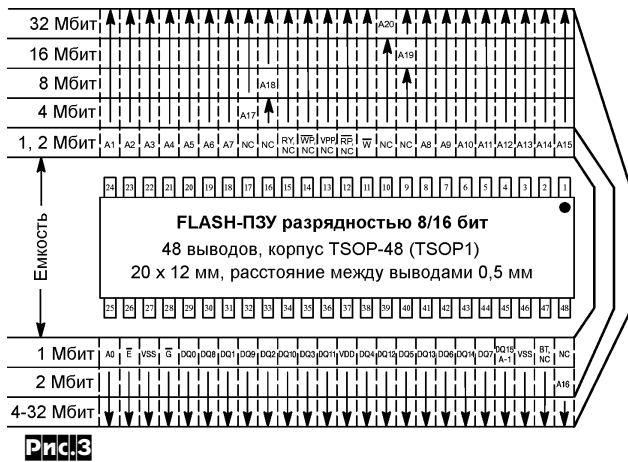 32 Мбит A20
16 Мбит A19
8 Мбит A18
4 Мбит A17
1, 2 Мбит A1 A2 A3 A4 A5 A6 A7 NC NC RY, NC W̅P̅, NC VPP, NC R̅P̅, NC W̅ NC NC A8 A9 A10 A11 A12 A13 A14 A15
Емкость
24 23 22 21 20 19 18 17 16 15 14 13 12 11 10 9 8 7 6 5 4 3 2 1
FLASH-ПЗУ разрядностью 8/16 бит
48 выводов, корпус TSOP-48 (TSOP1)
20 x 12 мм, расстояние между выводами 0,5 мм
25 26 27 28 29 30 31 32 33 34 35 36 37 38 39 40 41 42 43 44 45 46 47 48
1 Мбит A0 E̅ VSS G̅ DQ0 DQ8 DQ1 DQ9 DQ2 DQ10 DQ3 DQ11 VDD DQ4 DQ12 DQ5 DQ13 DQ6 DQ14 DQ7 DQ15 A-1 VSS BT, NC NC
2 Мбит A16
4-32 Мбит
Рис.3